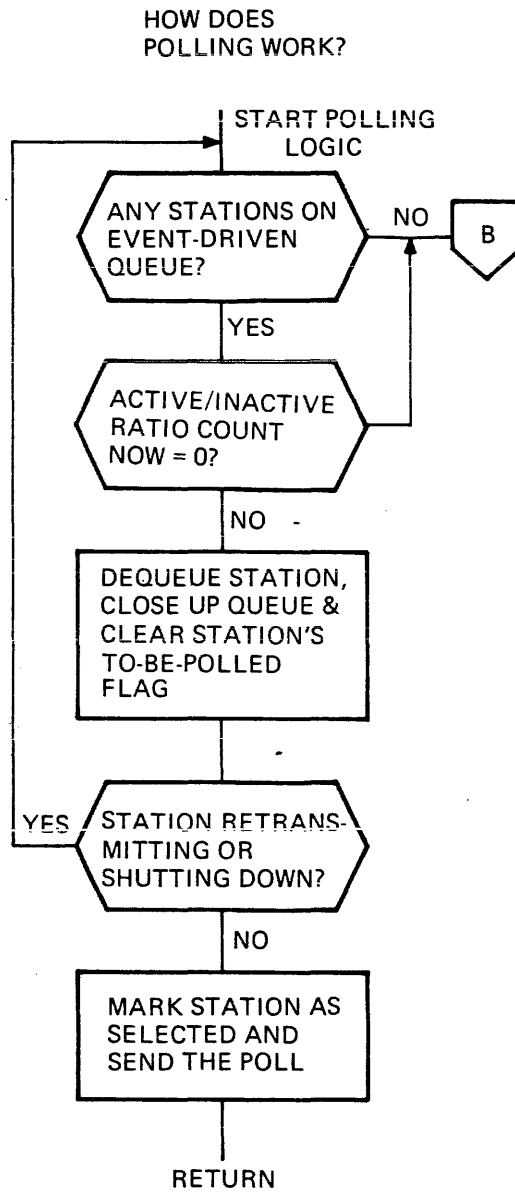 HOW DOES
POLLING WORK?
START POLLING
LOGIC
ANY STATIONS ON
EVENT-DRIVEN
QUEUE?
NO
B
YES
ACTIVE/INACTIVE
RATIO COUNT
NOW = 0?
NO
DEQUEUE STATION,
CLOSE UP QUEUE &
CLEAR STATION'S
TO-BE-POLLED
FLAG
YES
STATION RETRANS-
MITTING OR
SHUTTING DOWN?
NO
MARK STATION AS
SELECTED AND
SEND THE POLL
RETURN